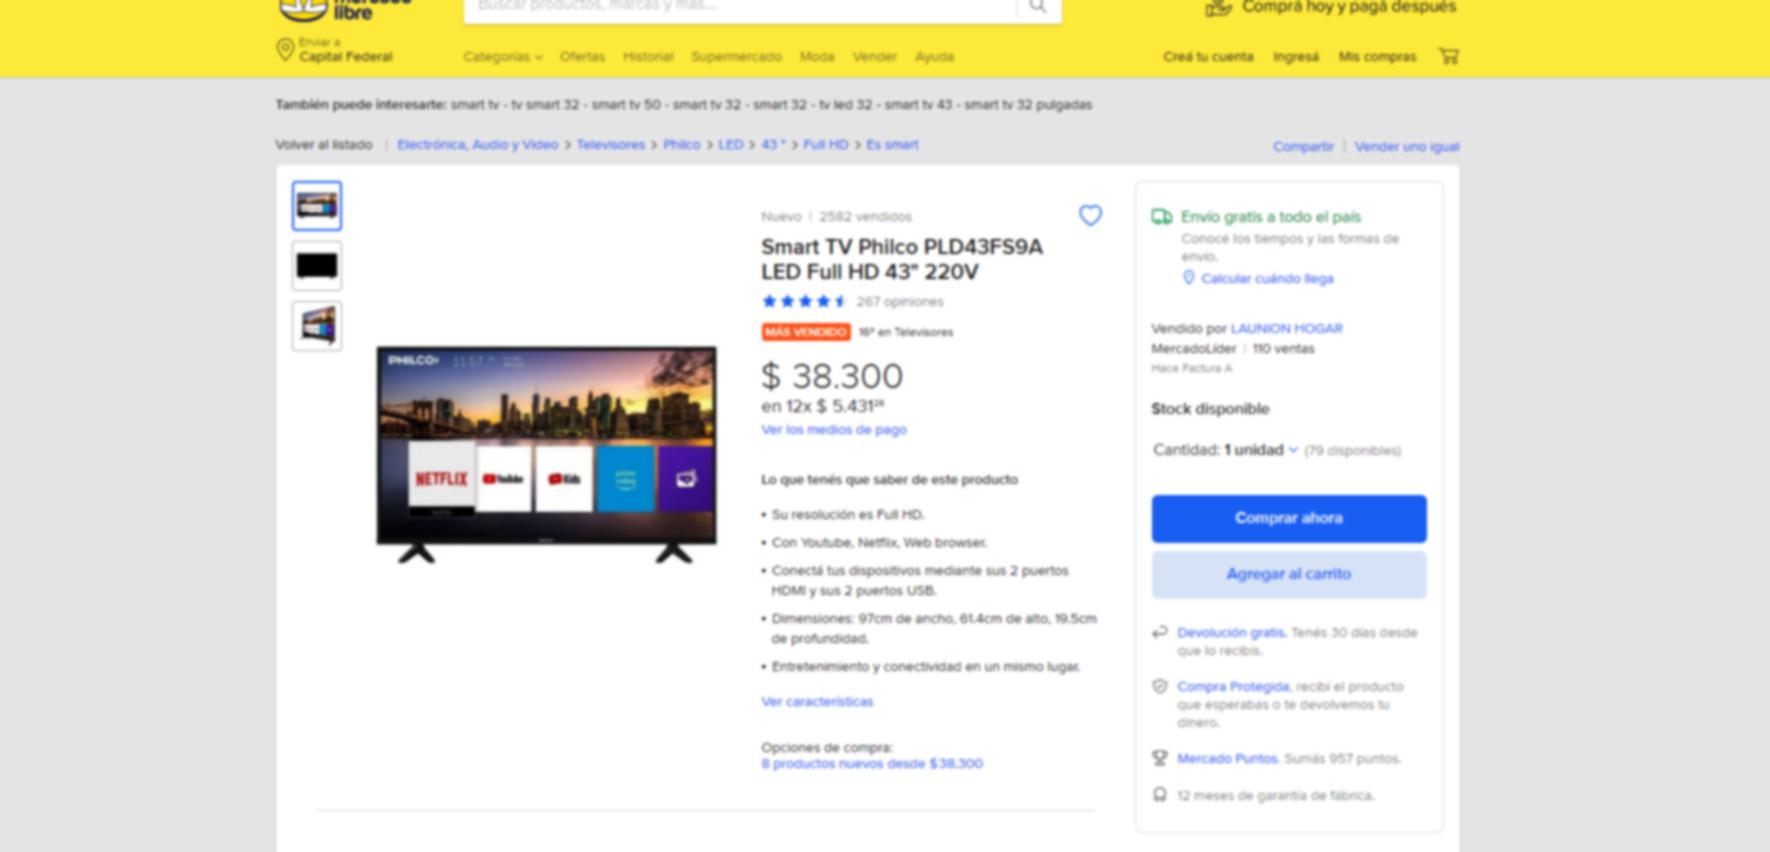 mercado
libre
Buscar productos, marcas y más...
Comprá hoy y pagá después
Enviar a
Capital Federal
Categorías
Ofertas
Historial
Supermercado
Moda
Vender
Ayuda
Creá tu cuenta
Ingresá
Mis compras
También puede interesarte: smart tv - tv smart 32 - smart tv 50 - smart tv 32 - smart 32 - tv led 32 - smart tv 43 - smart tv 32 pulgadas
Volver al listado | Electrónica, Audio y Video > Televisores > Philco > LED > 43 " > Full HD > Es smart
Compartir | Vender uno igual
PHILCO
11:57
NETFLIX
YouTube
Kids
prime video
Nuevo | 2582 vendidos
Smart TV Philco PLD43FS9A
LED Full HD 43" 220V
267 opiniones
MÁS VENDIDO 16º en Televisores
$ 38.300
en 12x $ 5.431
Ver los medios de pago
Lo que tenés que saber de este producto
• Su resolución es Full HD.
• Con Youtube, Netflix, Web browser.
• Conectá tus dispositivos mediante sus 2 puertos
HDMI y sus 2 puertos USB.
• Dimensiones: 97cm de ancho, 61.4cm de alto, 19.5cm
de profundidad.
• Entretenimiento y conectividad en un mismo lugar.
Ver características
Opciones de compra:
8 productos nuevos desde $38.300
Envío gratis a todo el país
Conocé los tiempos y las formas de
envío.
Calcular cuándo llega
Vendido por LAUNION HOGAR
MercadoLíder | 110 ventas
Hace Factura A
Stock disponible
Cantidad: 1 unidad (79 disponibles)
Comprar ahora
Agregar al carrito
Devolución gratis. Tenés 30 días desde
que lo recibís.
Compra Protegida, recibí el producto
que esperabas o te devolvemos tu
dinero.
Mercado Puntos. Sumás 957 puntos.
12 meses de garantía de fábrica.